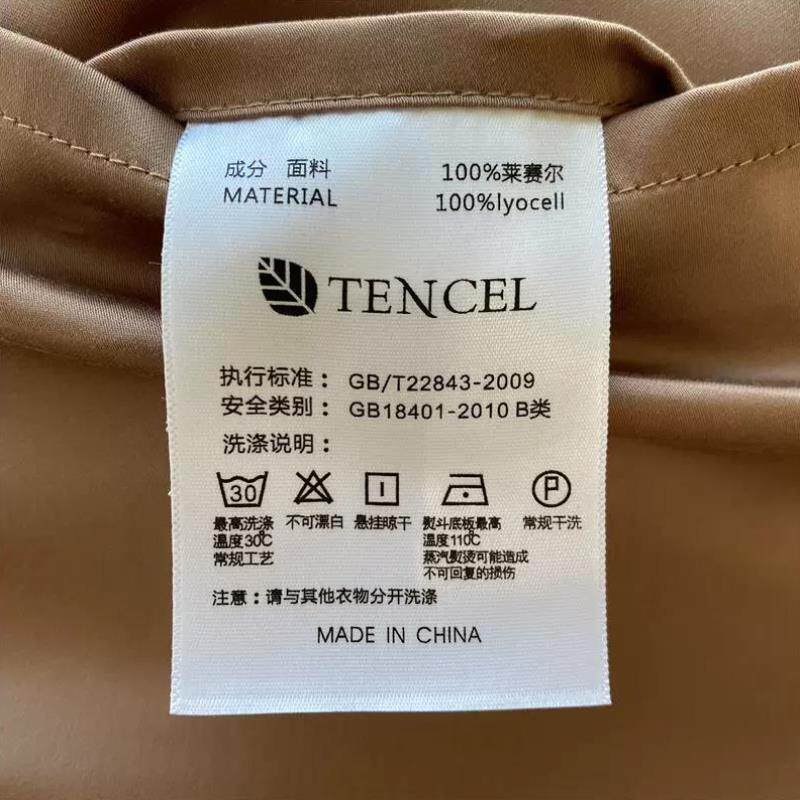 成分 面料 100%莱赛尔
MATERIAL 100%lyocell
TENCEL
执行标准： GB/T22843-2009
安全类别： GB18401-2010 B类
洗涤说明：
30 P
最高洗涤 不可漂白 悬挂晾干 熨斗底板最高 常规干洗
温度30℃ 温度110℃
常规工艺 蒸汽熨烫可能造成
不可回复的损伤
注意：请与其他衣物分开洗涤
MADE IN CHINA